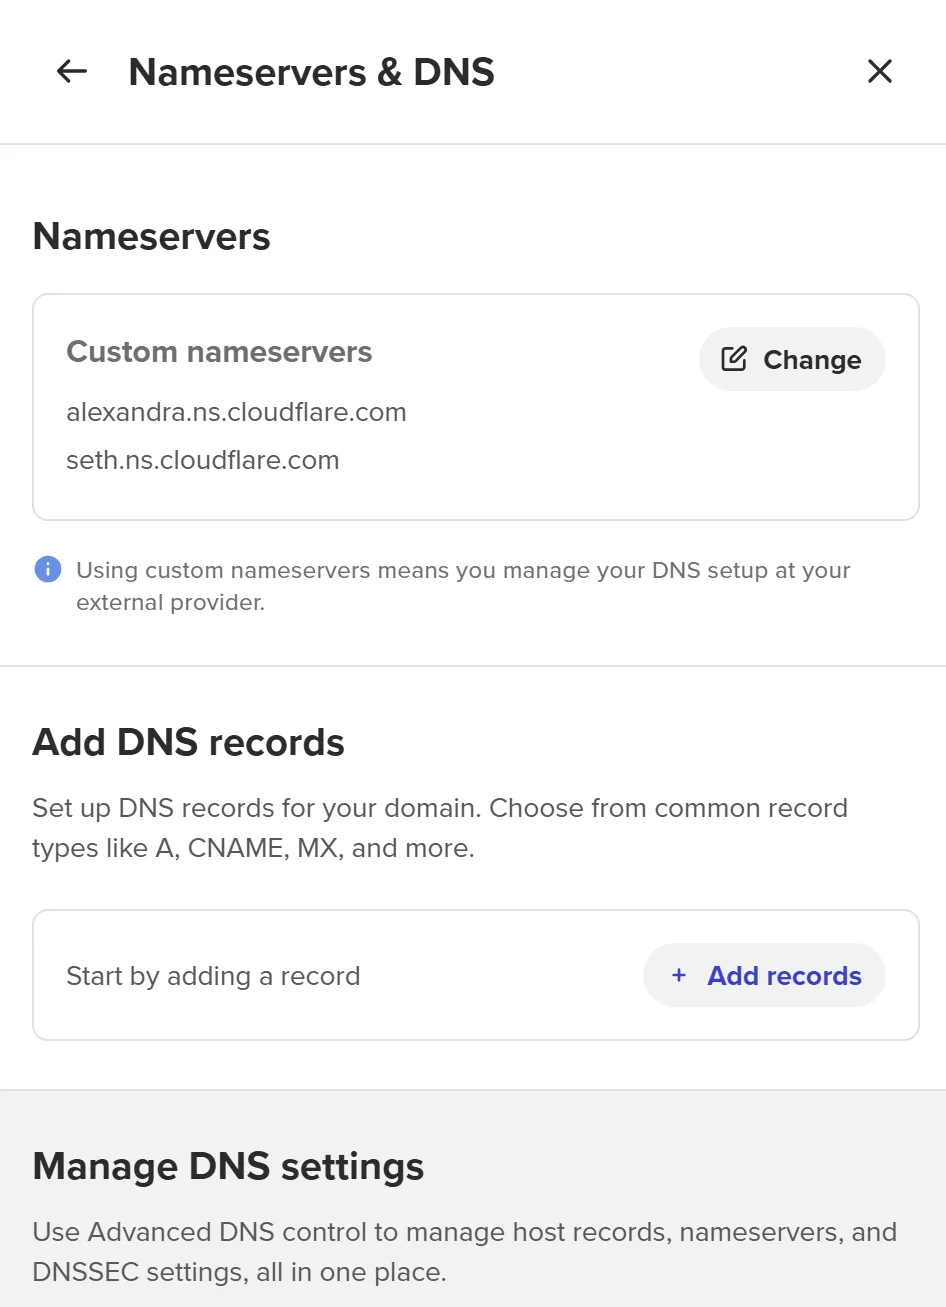 Nameservers & DNS
Nameservers
Custom nameservers
Change
alexandra.ns.cloudflare.com
seth.ns.cloudflare.com
Using custom nameservers means you manage your DNS setup at your
external provider.
Add DNS records
Set up DNS records for your domain. Choose from common record
types like A, CNAME, MX, and more.
Start by adding a record
+ Add records
Manage DNS settings
Use Advanced DNS control to manage host records, nameservers, and
DNSSEC settings, all in one place.